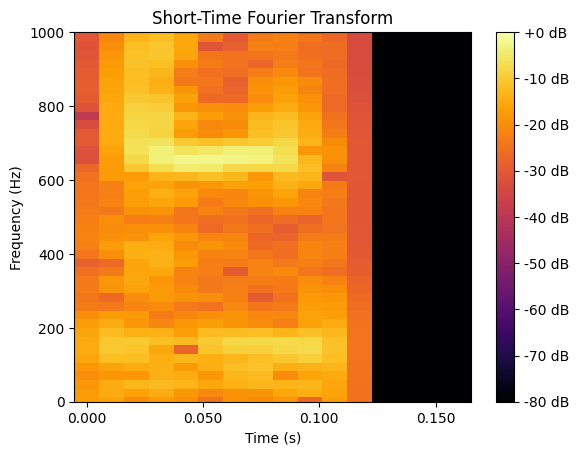 Short-Time Fourier Transform
1000
800
600
400
200
0
Frequency (Hz)
0.000
0.050
0.100
0.150
Time (s)
+0 dB
-10 dB
-20 dB
-30 dB
-40 dB
-50 dB
-60 dB
-70 dB
-80 dB